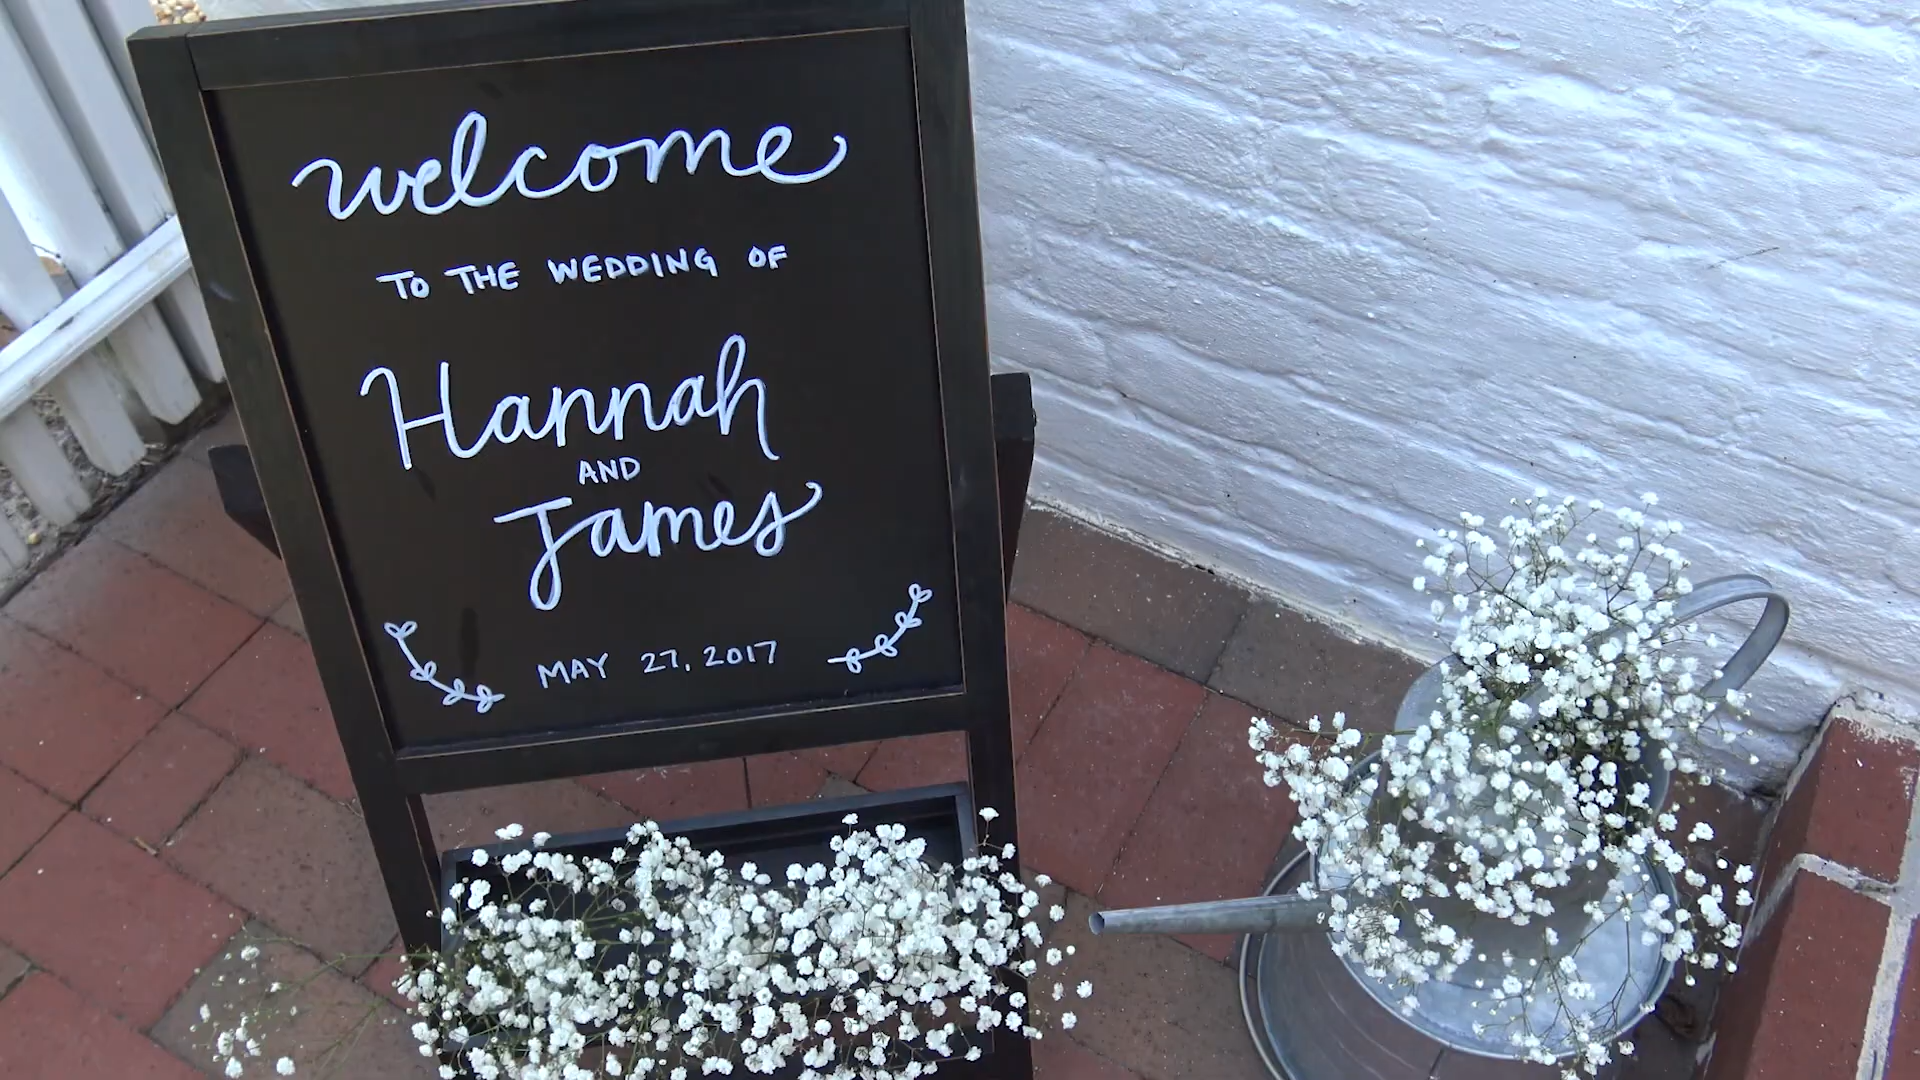 welcome
TO THE WEDDING OF
Hannah
AND
James
MAY 27, 2017